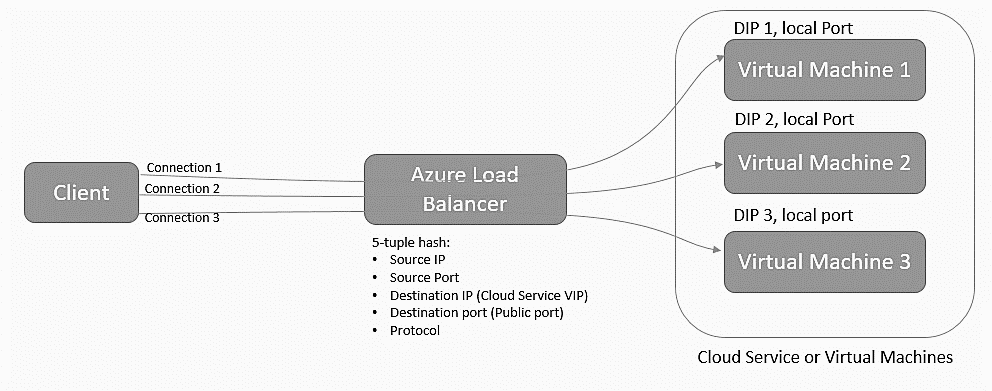 DIP 1, local Port
Virtual Machine 1
DIP 2, local Port
Connection 1
Client
Connection 2
Connection 3
Azure Load
Balancer
Virtual Machine 2
DIP 3, local port
Virtual Machine 3
5-tuple hash:
• Source IP
• Source Port
• Destination IP (Cloud Service VIP)
• Destination port (Public port)
• Protocol
Cloud Service or Virtual Machines